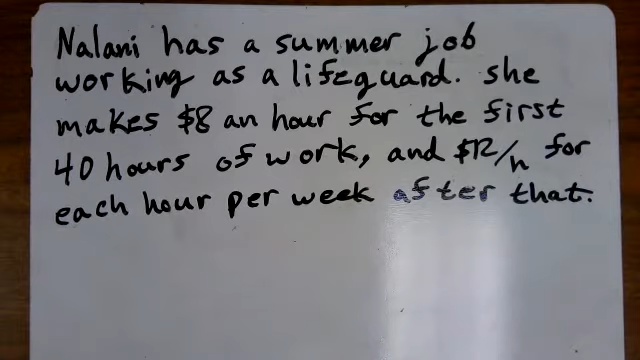 Nalani has a summer job
working as a lifeguard. she
makes $8 an hour for the first
40 hours of work, and $12/h for
each hour per week after that.